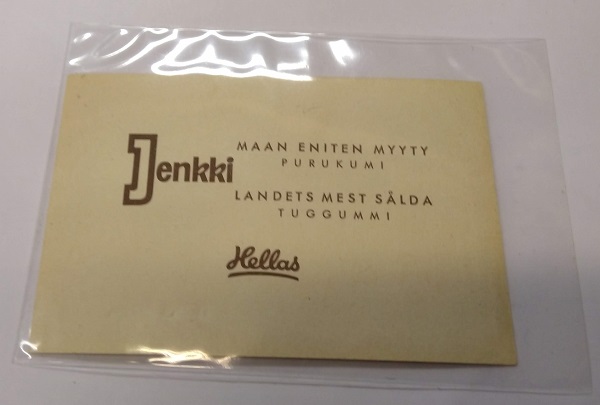 Jenkki
MAAN ENITEN MYYTY
PURUKUMI
LANDETS MEST SÅLDA
TUGGUMMI
Hellas